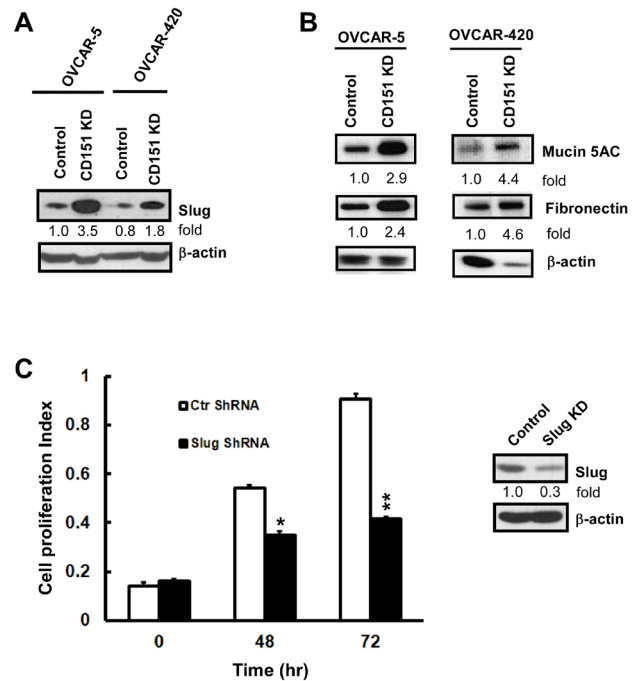 A
OVCAR-5
OVCAR-420
Control
CD151 KD
Control
CD151 KD
Slug
1.0 3.5 0.8 1.8 fold
β-actin
B
OVCAR-5
OVCAR-420
Control
CD151 KD
Control
CD151 KD
Mucin 5AC
1.0 2.9 1.0 4.4 fold
Fibronectin
1.0 2.4 1.0 4.6 fold
β-actin
C
Cell proliferation Index
1
0.8
0.6
0.4
0.2
0
Ctr ShRNA
Slug ShRNA
*
**
0 48 72
Time (hr)
Control
Slug KD
Slug
1.0 0.3 fold
β-actin